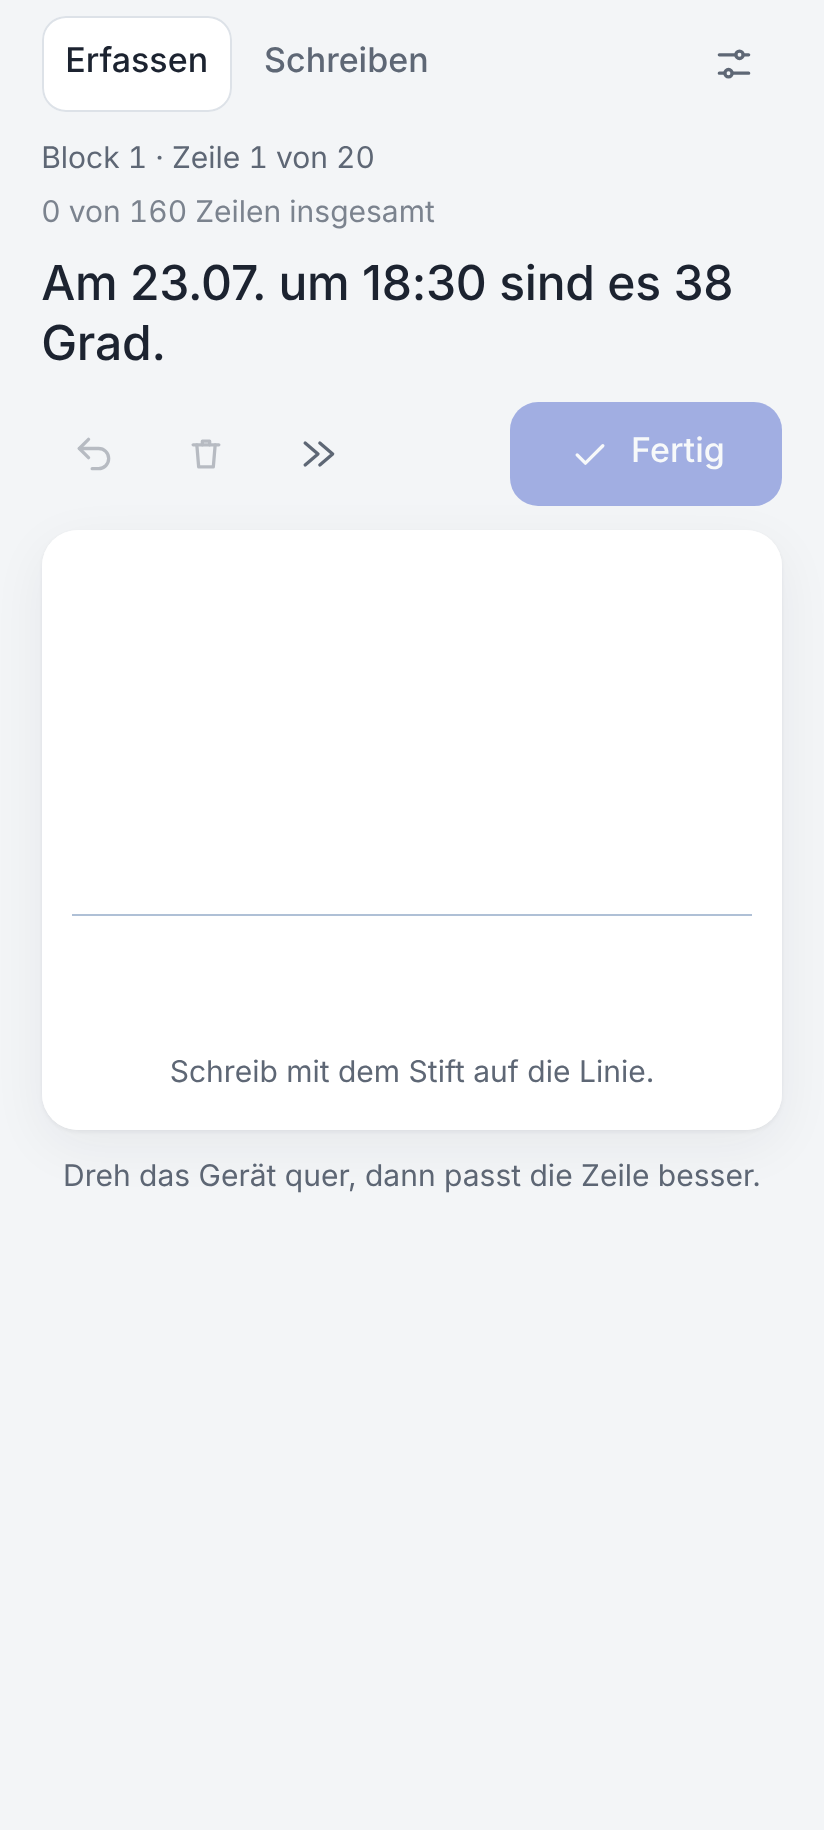 Erfassen Schreiben
Block 1 · Zeile 1 von 20
0 von 160 Zeilen insgesamt
Am 23.07. um 18:30 sind es 38
Grad.
Fertig
Schreib mit dem Stift auf die Linie.
Dreh das Gerät quer, dann passt die Zeile besser.